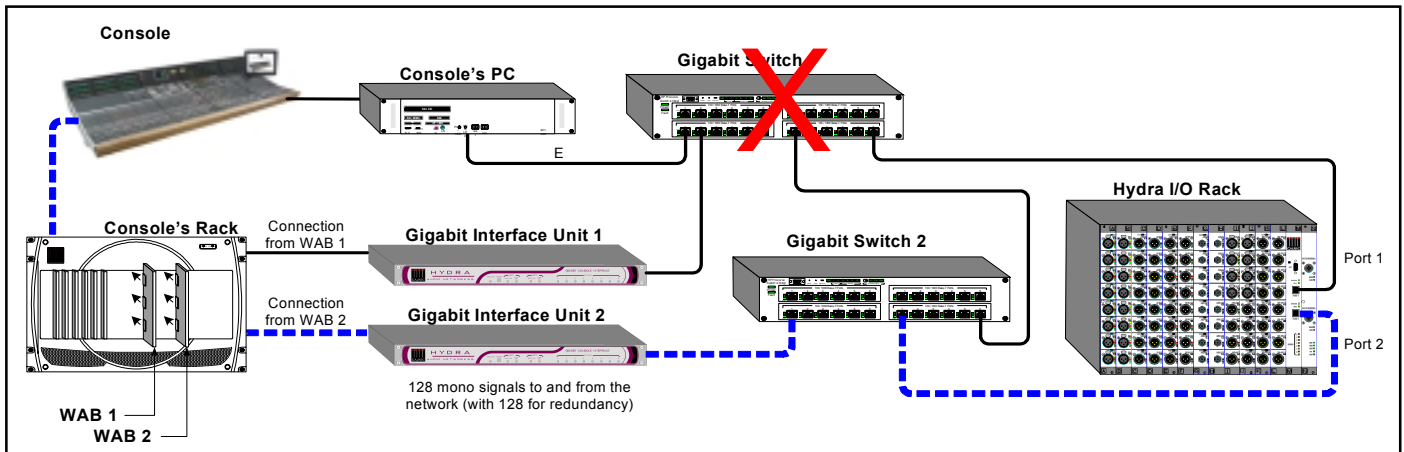 Console
Console's PC
Gigabit Switch
E
Hydra I/O Rack
Console's Rack
Connection
from WAB 1
Gigabit Interface Unit 1
HYDRA
Gigabit Switch 2
Port 1
Connection
from WAB 2
Gigabit Interface Unit 2
HYDRA
Port 2
128 mono signals to and from the
network (with 128 for redundancy)
WAB 1
WAB 2